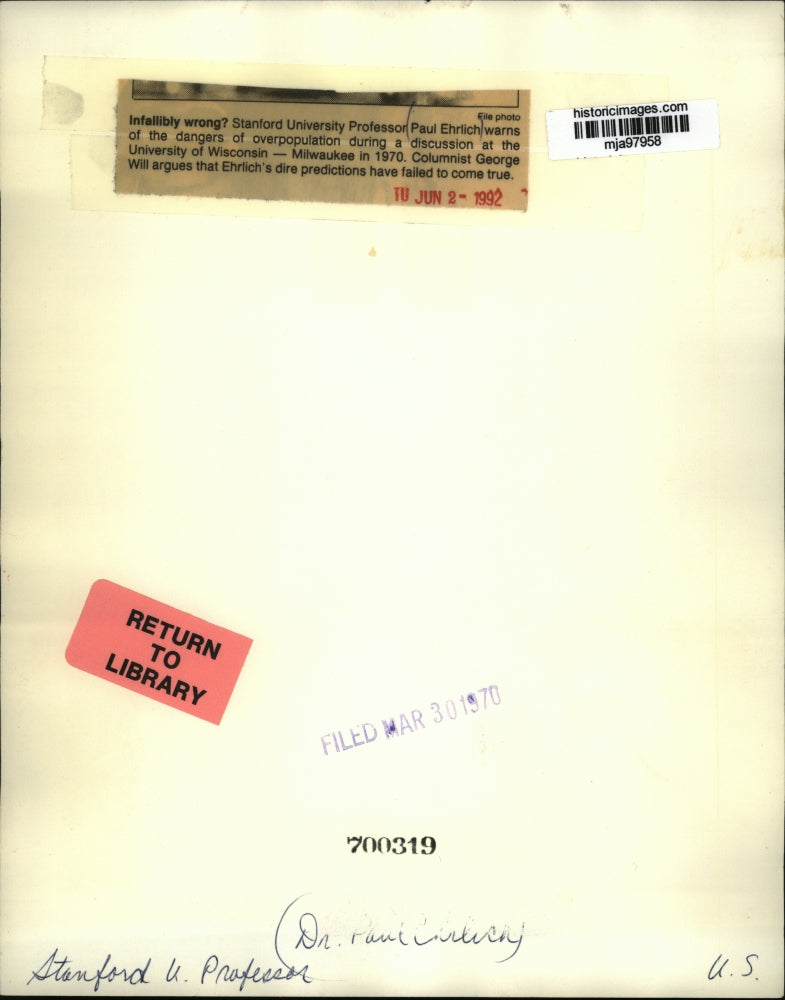 File photo
Infallibly wrong? Stanford University Professor Paul Ehrlich warns
of the dangers of overpopulation during a discussion at the
University of Wisconsin — Milwaukee in 1970. Columnist George
Will argues that Ehrlich's dire predictions have failed to come true.
TU JUN 2- 1992
historicimages.com
mja97958
RETURN
TO
LIBRARY
FILED MAR 30 1970
700319
(Dr. Paul Ehrlich)
Stanford U. Professor
U. S.